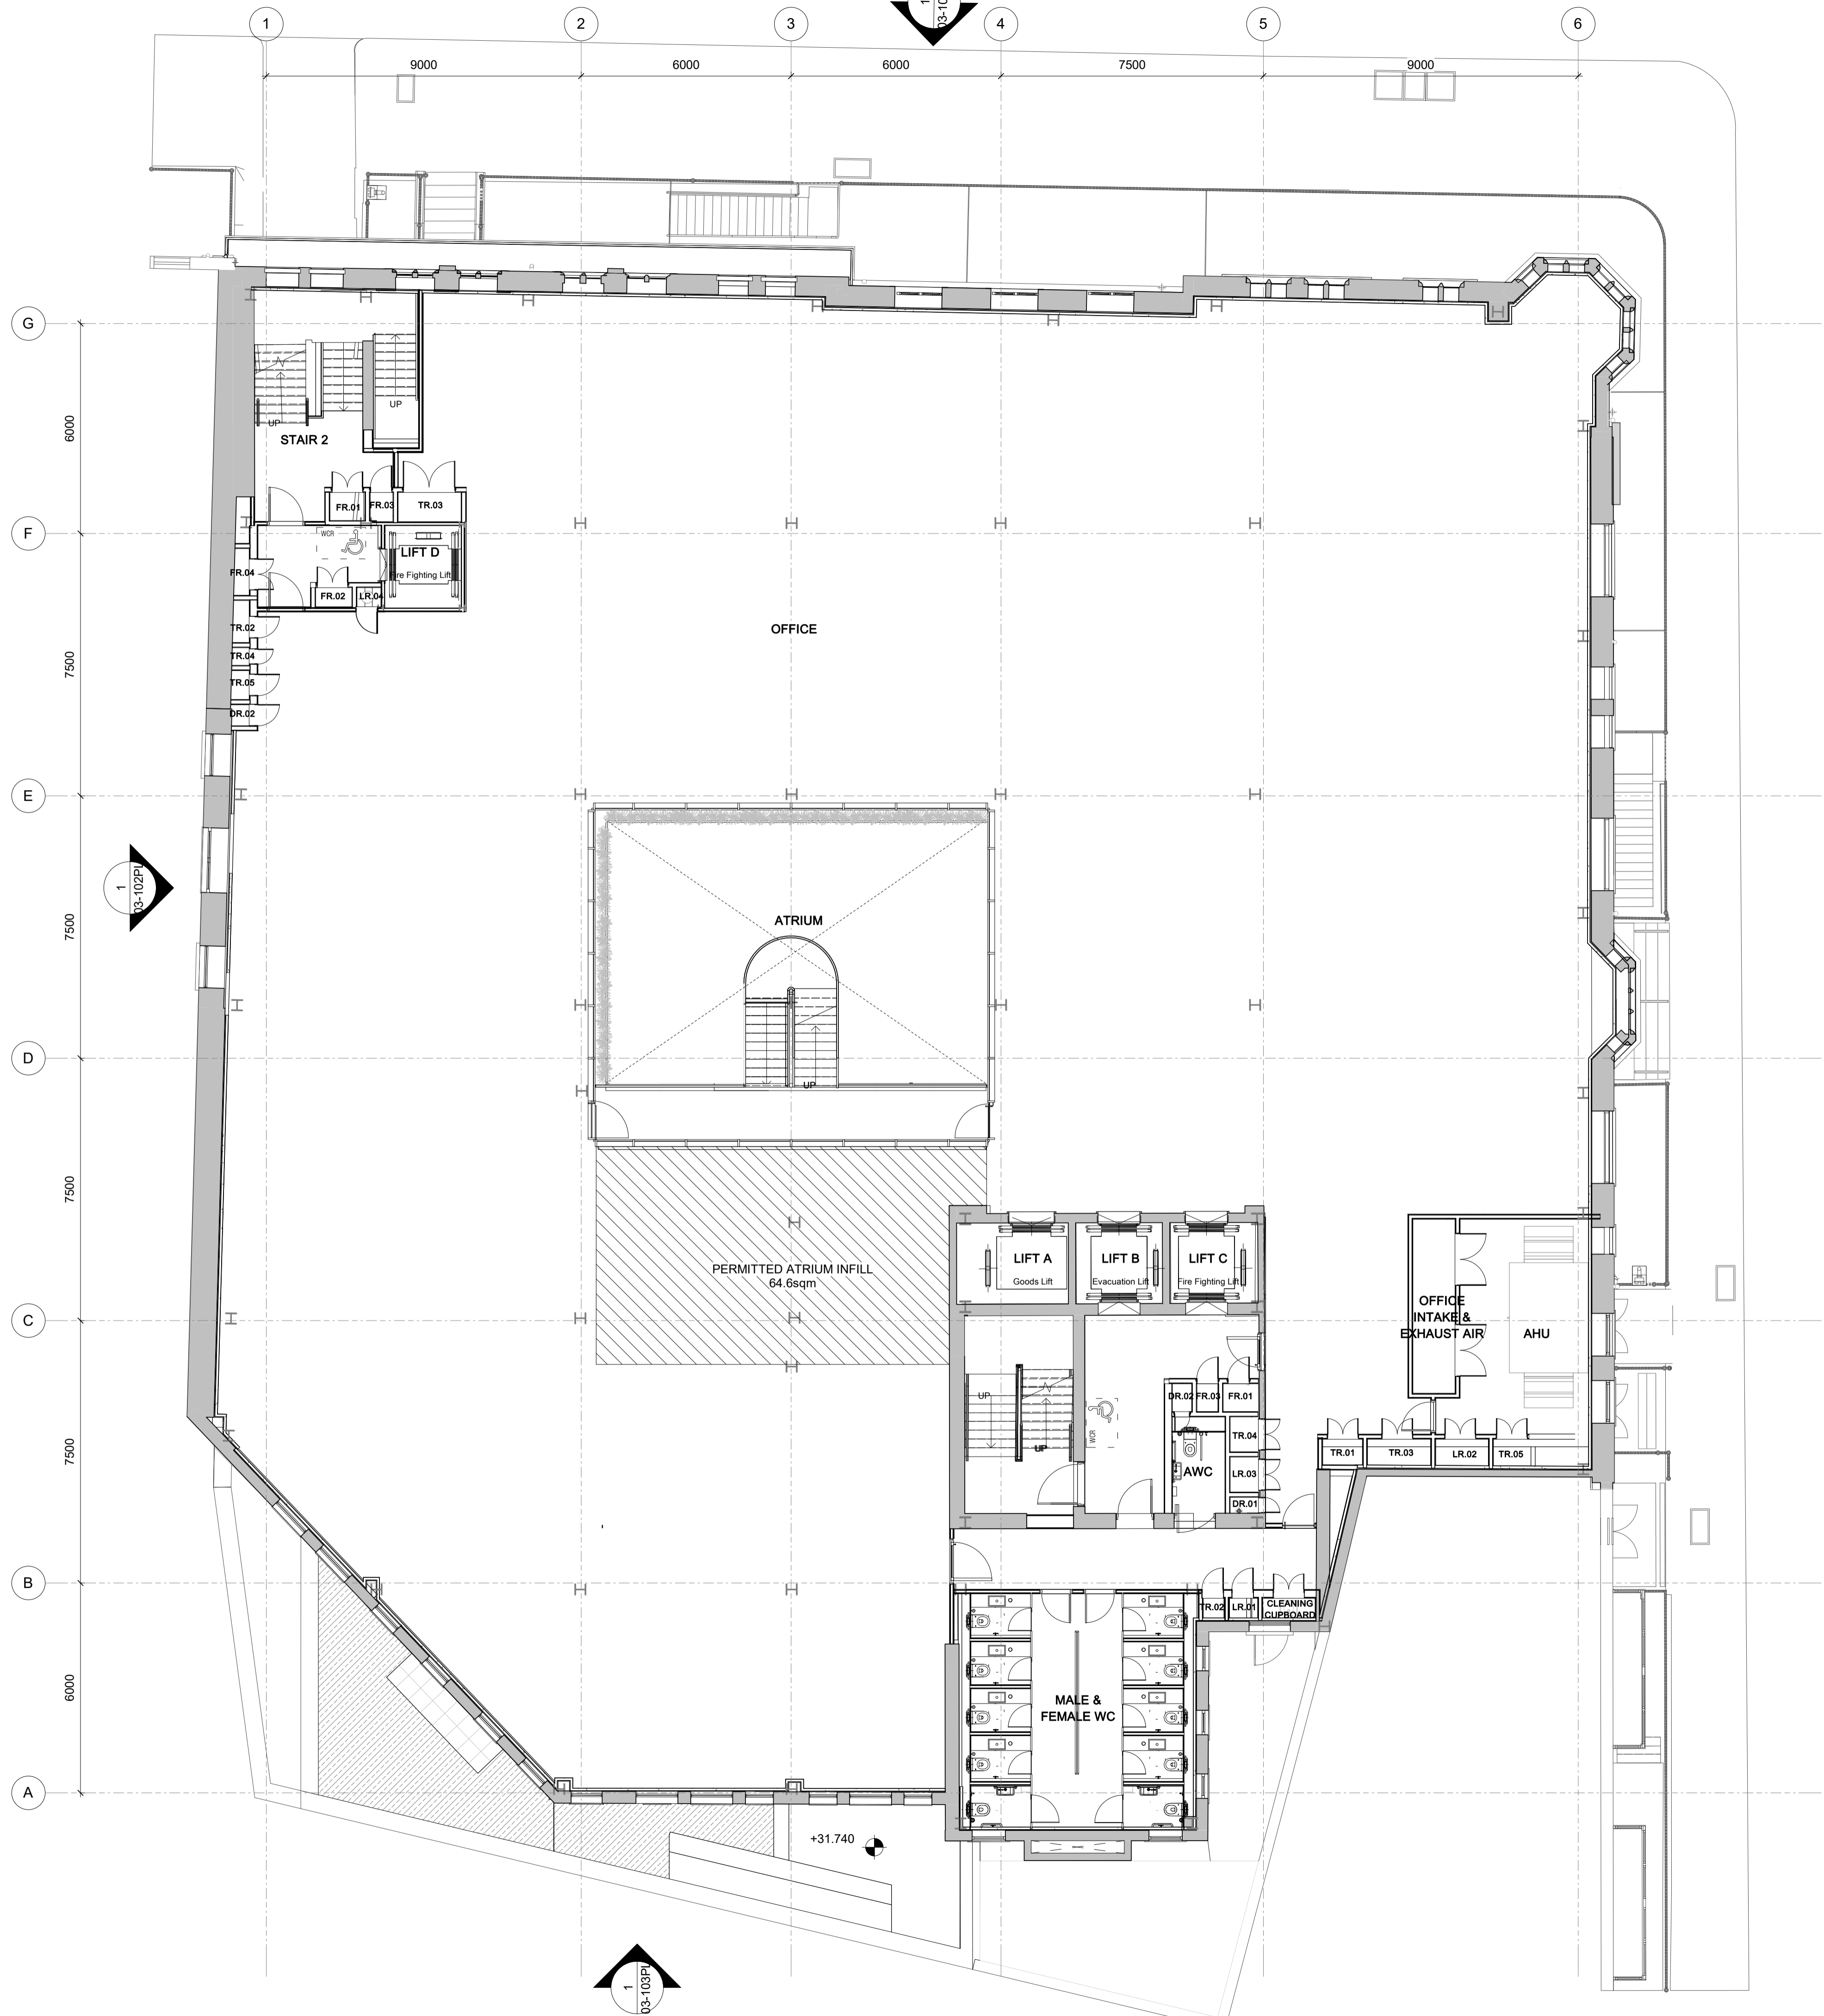 1
03-10
1
2
3
4
5
6
9000
6000
6000
7500
9000
G
F
E
D
C
B
A
6000
7500
7500
7500
7500
6000
UP
UP
STAIR 2
FR.01
FR.03
TR.03
WCR
LIFT D
Fire Fighting Lift
FR.04
FR.02
LR.04
TR.02
TR.04
TR.05
DR.02
OFFICE
1
03-102PL
ATRIUM
UP
PERMITTED ATRIUM INFILL
64.6sqm
LIFT A
Goods Lift
LIFT B
Evacuation Lift
LIFT C
Fire Fighting Lift
OFFICE
INTAKE &
EXHAUST AIR
AHU
UP
UP
WCR
DR.02
FR.03
FR.01
TR.04
AWC
LR.03
DR.01
TR.01
TR.03
LR.02
TR.05
TR.02
LR.01
CLEANING
CUPBOARD
MALE &
FEMALE WC
+31.740
1
03-103PL